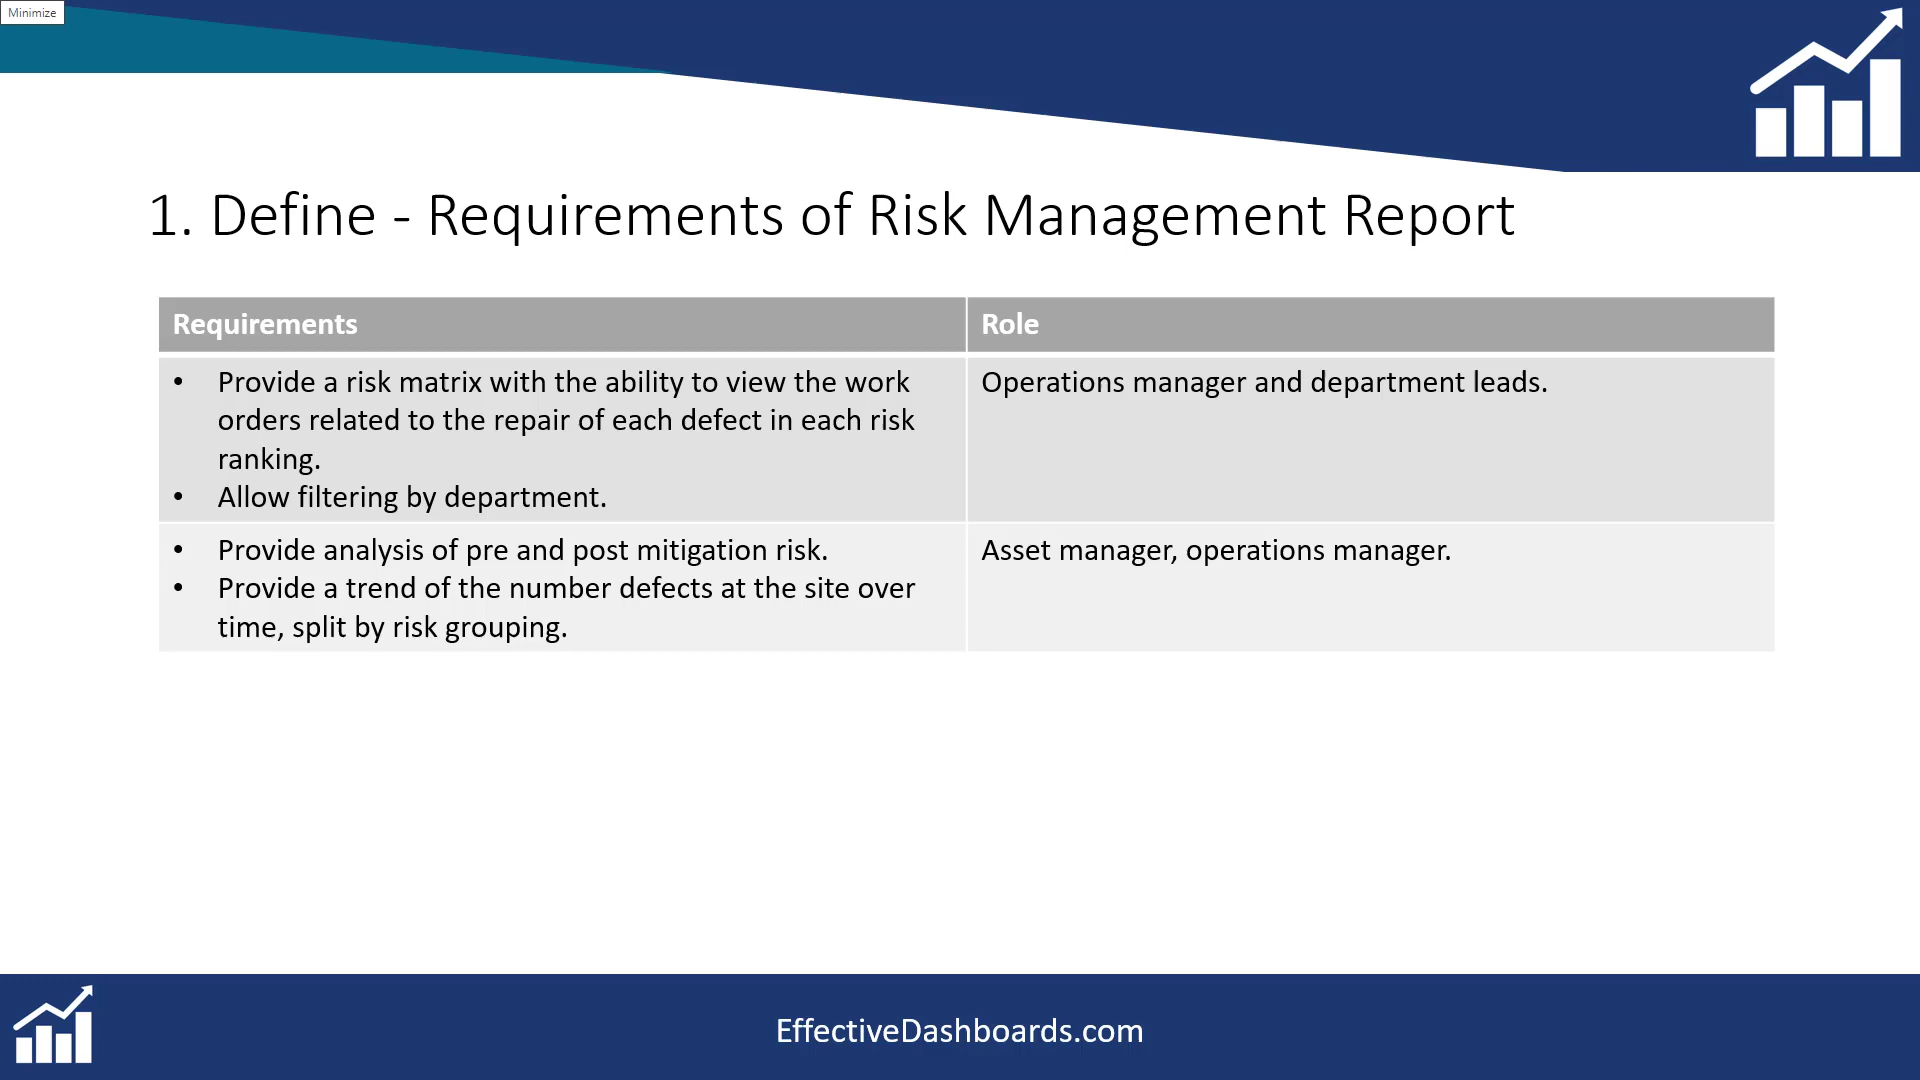 Minimize
1. Define - Requirements of Risk Management Report
Requirements
Role
• Provide a risk matrix with the ability to view the work
orders related to the repair of each defect in each risk
ranking.
• Allow filtering by department.
Operations manager and department leads.
• Provide analysis of pre and post mitigation risk.
• Provide a trend of the number defects at the site over
time, split by risk grouping.
Asset manager, operations manager.
EffectiveDashboards.com